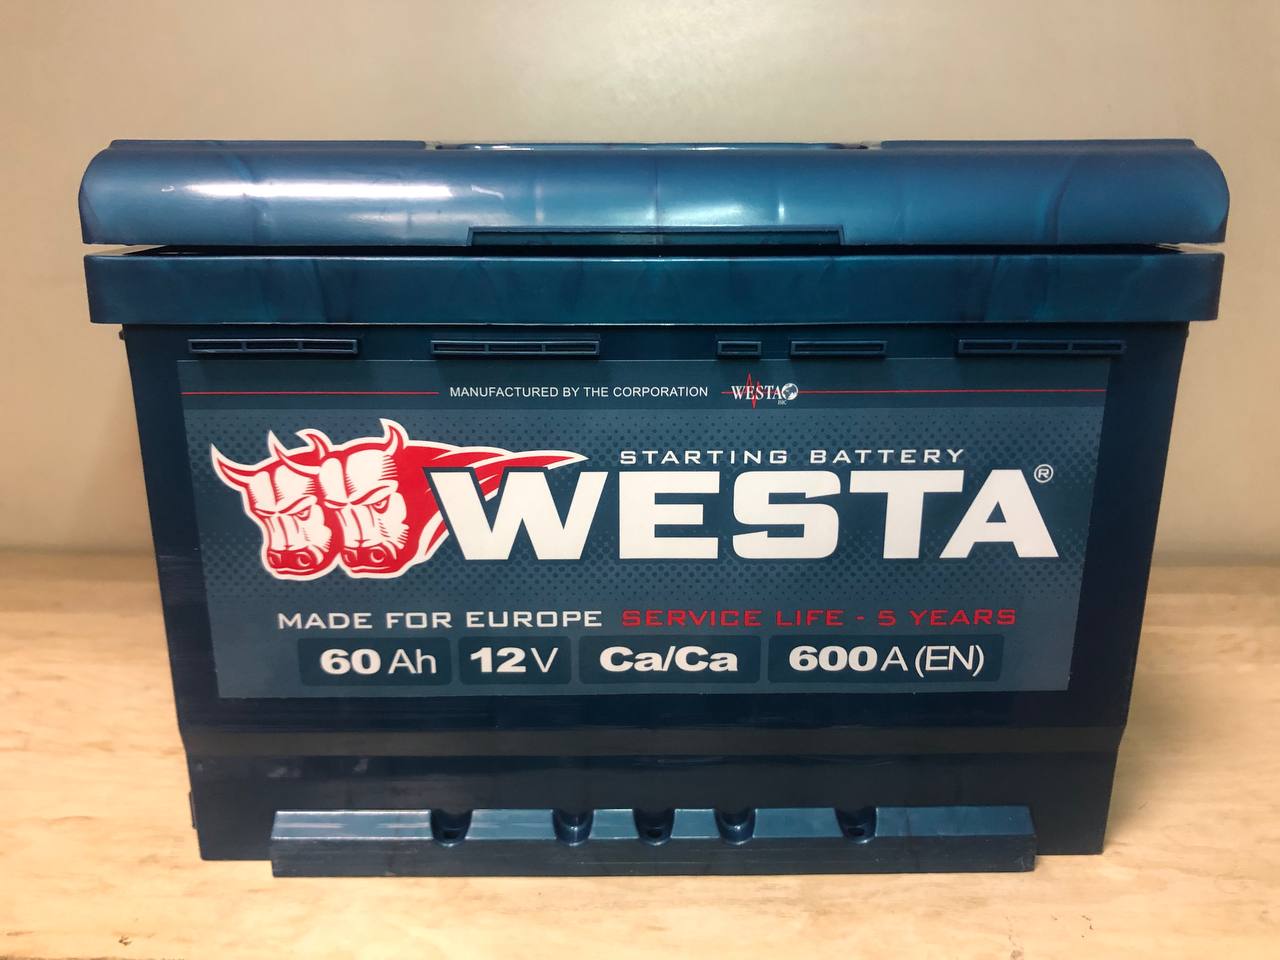 MANUFACTURED BY THE CORPORATION WESTA INC
STARTING BATTERY
WESTA®
MADE FOR EUROPE SERVICE LIFE - 5 YEARS
60 Ah 12 V Ca/Ca 600 A (EN)